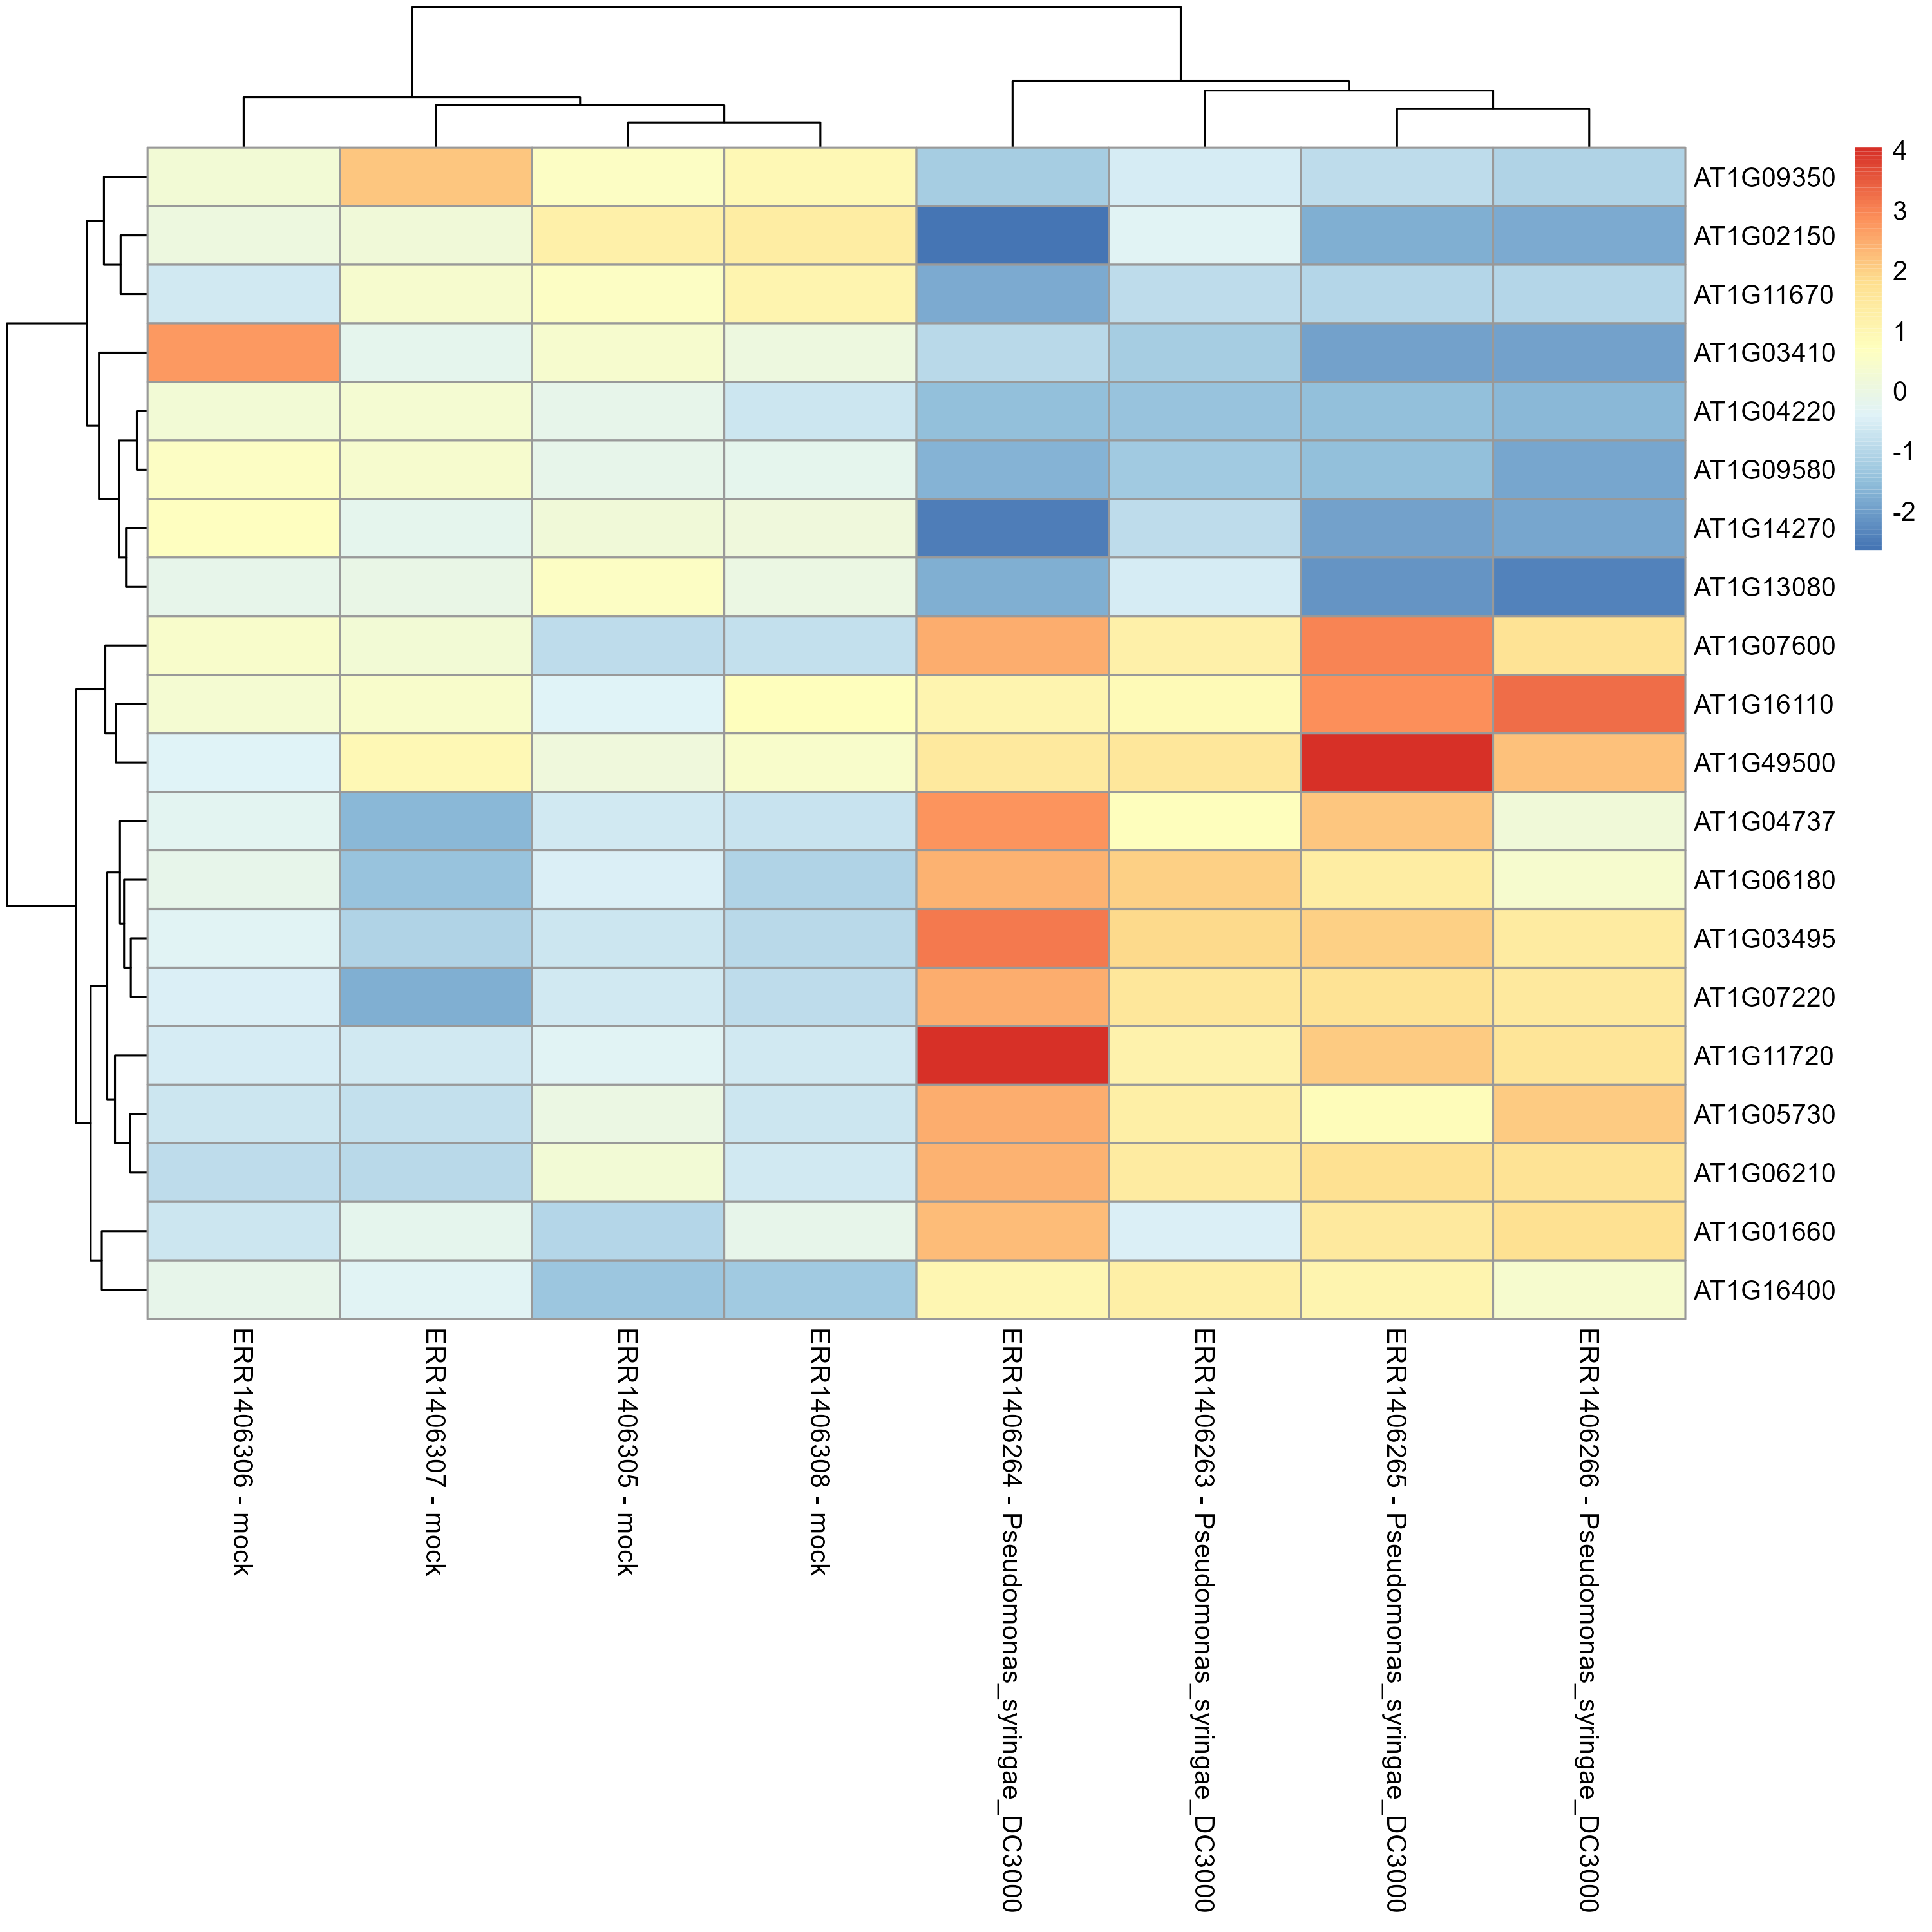 AT1G09350
AT1G02150
AT1G11670
AT1G03410
AT1G04220
AT1G09580
AT1G14270
AT1G13080
AT1G07600
AT1G16110
AT1G49500
AT1G04737
AT1G06180
AT1G03495
AT1G07220
AT1G11720
AT1G05730
AT1G06210
AT1G01660
AT1G16400
4
3
2
1
0
-1
-2
ERR1406306 - mock
ERR1406307 - mock
ERR1406305 - mock
ERR1406308 - mock
ERR1406264 - Pseudomonas_syringae_DC3000
ERR1406263 - Pseudomonas_syringae_DC3000
ERR1406265 - Pseudomonas_syringae_DC3000
ERR1406266 - Pseudomonas_syringae_DC3000